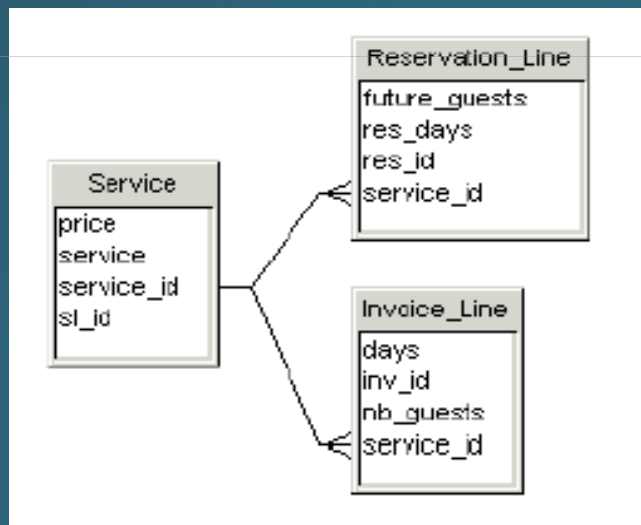 Reservation_Line
future_guests
res_days
res_id
service_id
Service
price
service
service_id
sl_id
Invoice_Line
days
inv_id
nb_guests
service_id